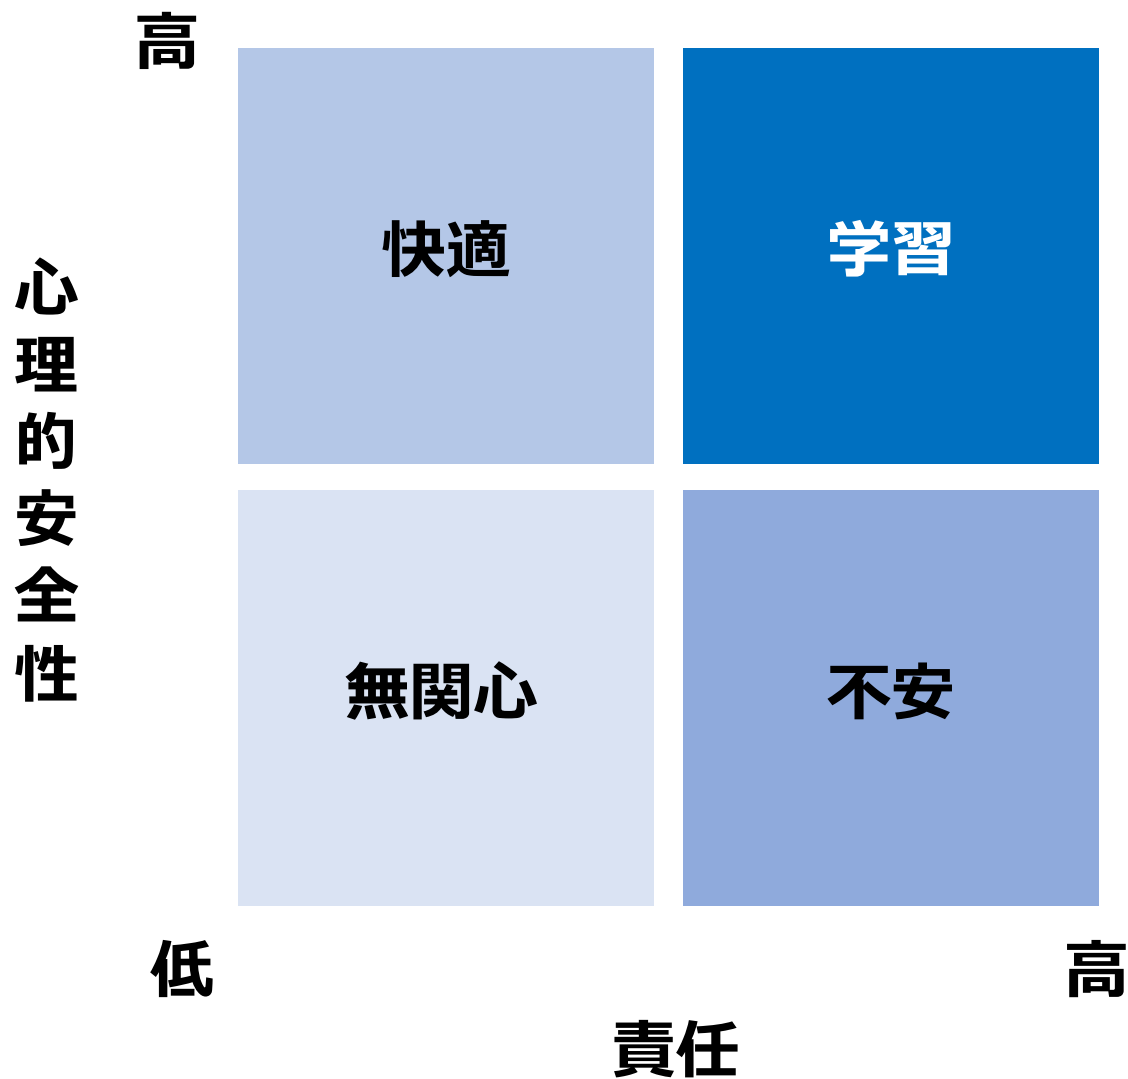 高
快適
学習
心理的安全性
無関心
不安
低
高
責任